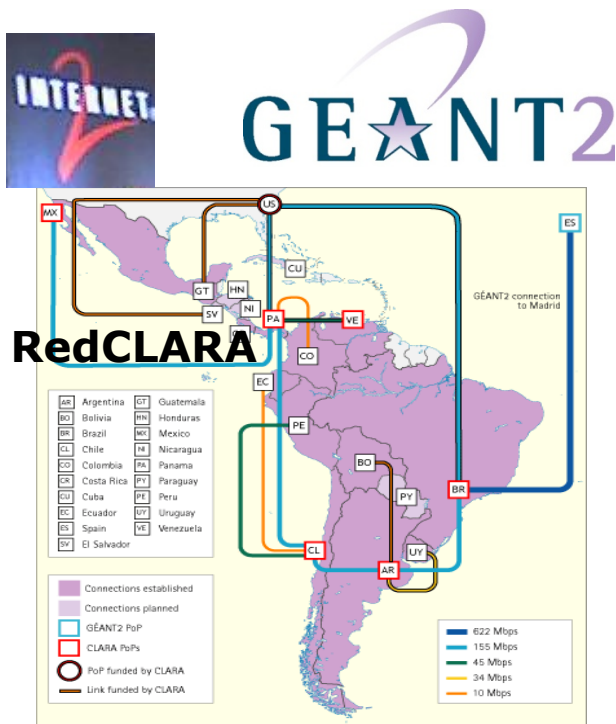 INTERNET
2
GEANT2
MX
US
ES
CU
GÉANT2 connection
to Madrid
GT
HN
NI
SV
PA
VE
RedCLARA
CO
EC
PE
BO
PY
BR
CL
UY
AR
AR Argentina
BO Bolivia
BR Brazil
CL Chile
CO Colombia
CR Costa Rica
CU Cuba
EC Ecuador
ES Spain
SV El Salvador
GT Guatemala
HN Honduras
MX Mexico
NI Nicaragua
PA Panama
PY Paraguay
PE Peru
UY Uruguay
VE Venezuela
Connections established
Connections planned
GÉANT2 PoP
CLARA PoPs
PoP funded by CLARA
Link funded by CLARA
622 Mbps
155 Mbps
45 Mbps
34 Mbps
10 Mbps